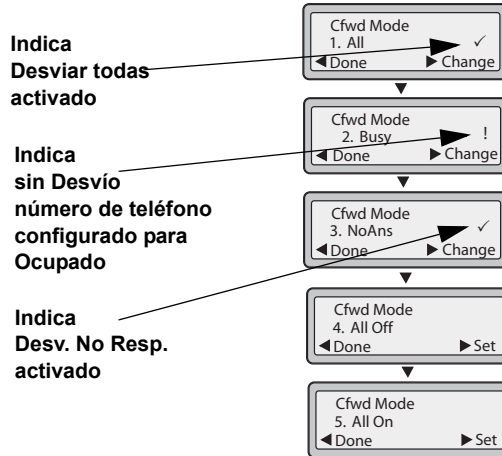 Indica
Desviar todas
activado
Indica
sin Desvío
número de teléfono
configurado para
Ocupado
Indica
Desv. No Resp.
activado
Cfwd Mode
1. All ✓
◀Done ▶Change
Cfwd Mode
2. Busy !
◀Done ▶Change
Cfwd Mode
3. NoAns ✓
◀Done ▶Change
Cfwd Mode
4. All Off
◀Done ▶Set
Cfwd Mode
5. All On
◀Done ▶Set